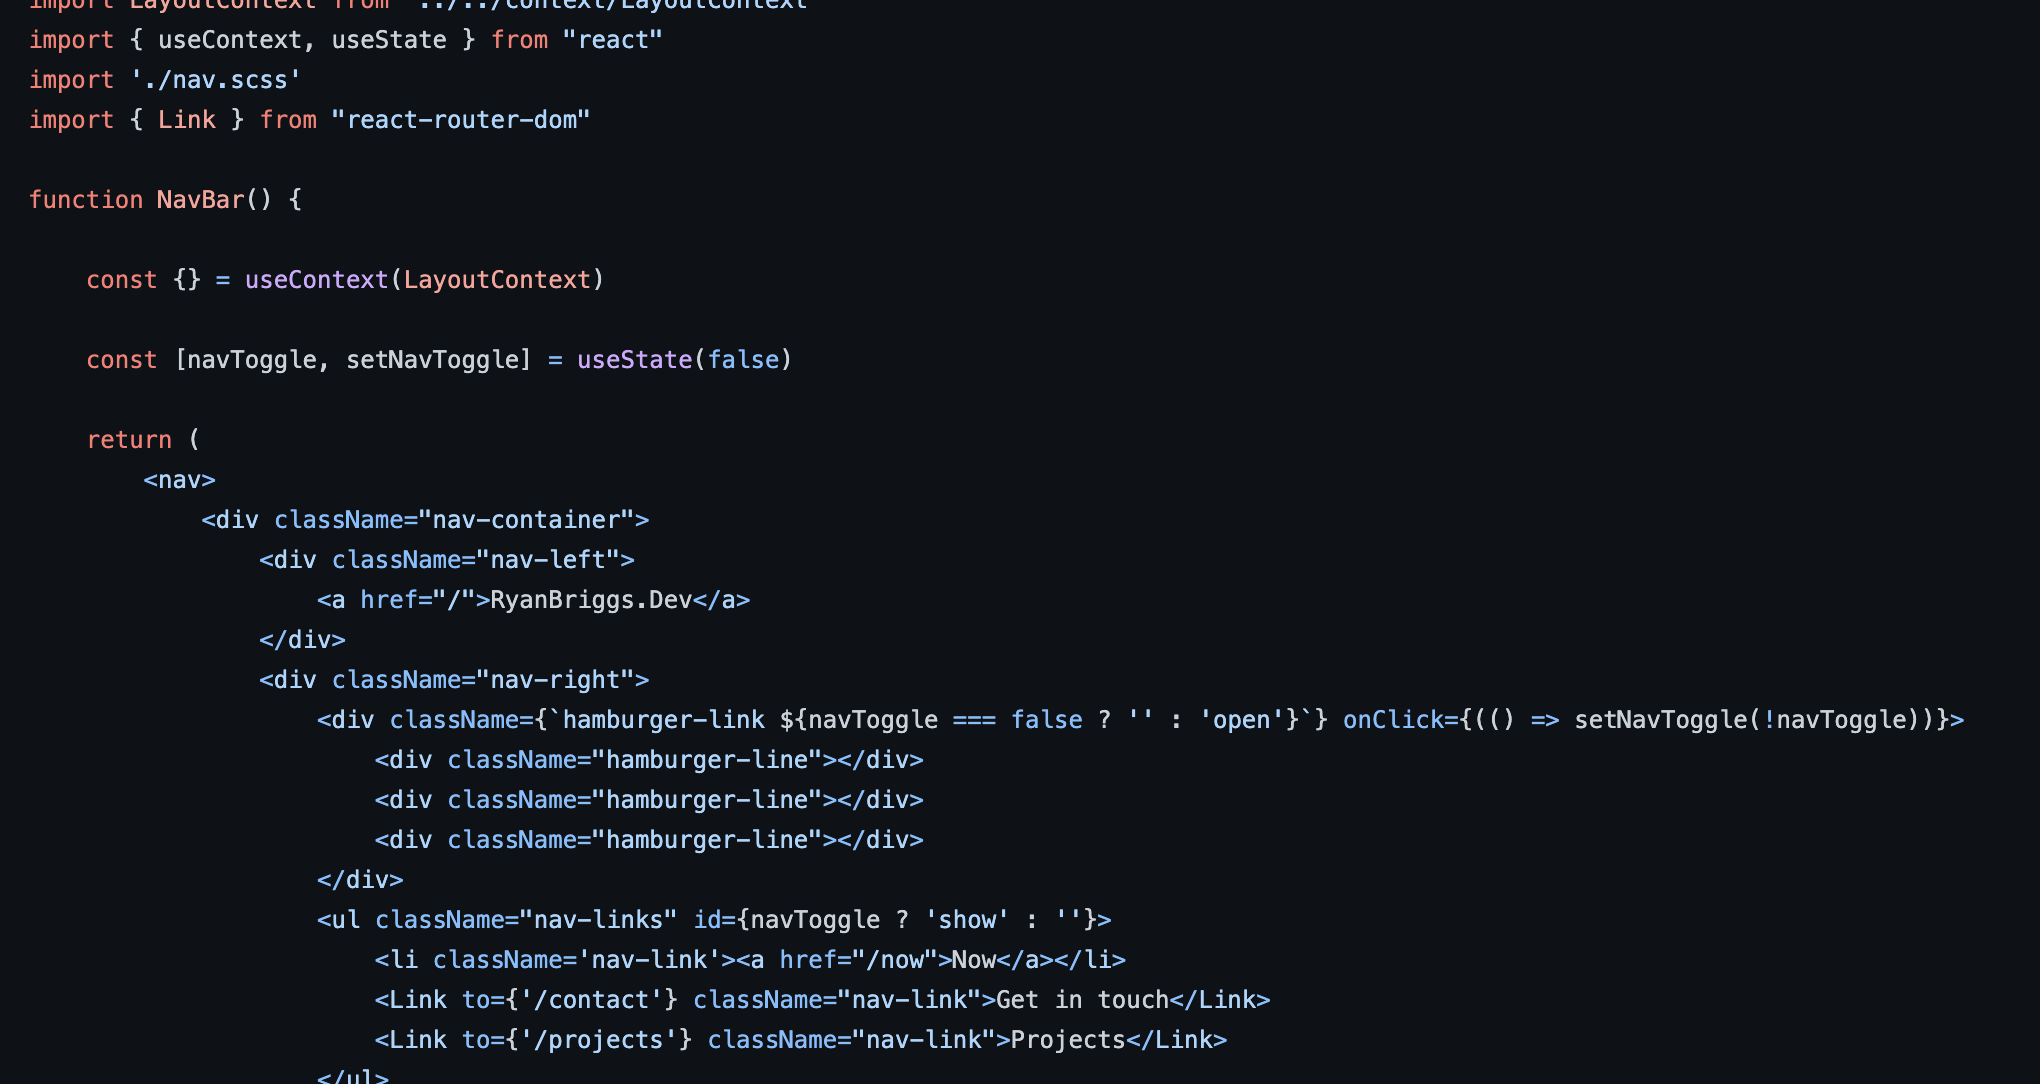 import LayoutContext from "../../context/LayoutContext"
import { useContext, useState } from "react"
import './nav.scss'
import { Link } from "react-router-dom"
function NavBar() {
const {} = useContext(LayoutContext)
const [navToggle, setNavToggle] = useState(false)
return (
<nav>
<div className="nav-container">
<div className="nav-left">
<a href="/">RyanBriggs.Dev</a>
</div>
<div className="nav-right">
<div className={`hamburger-link ${navToggle === false ? '' : 'open'}`} onClick={(() => setNavToggle(!navToggle))}>
<div className="hamburger-line"></div>
<div className="hamburger-line"></div>
<div className="hamburger-line"></div>
</div>
<ul className="nav-links" id={navToggle ? 'show' : ''}>
<li className='nav-link'><a href="/now">Now</a></li>
<Link to={'/contact'} className="nav-link">Get in touch</Link>
<Link to={'/projects'} className="nav-link">Projects</Link>
</ul>